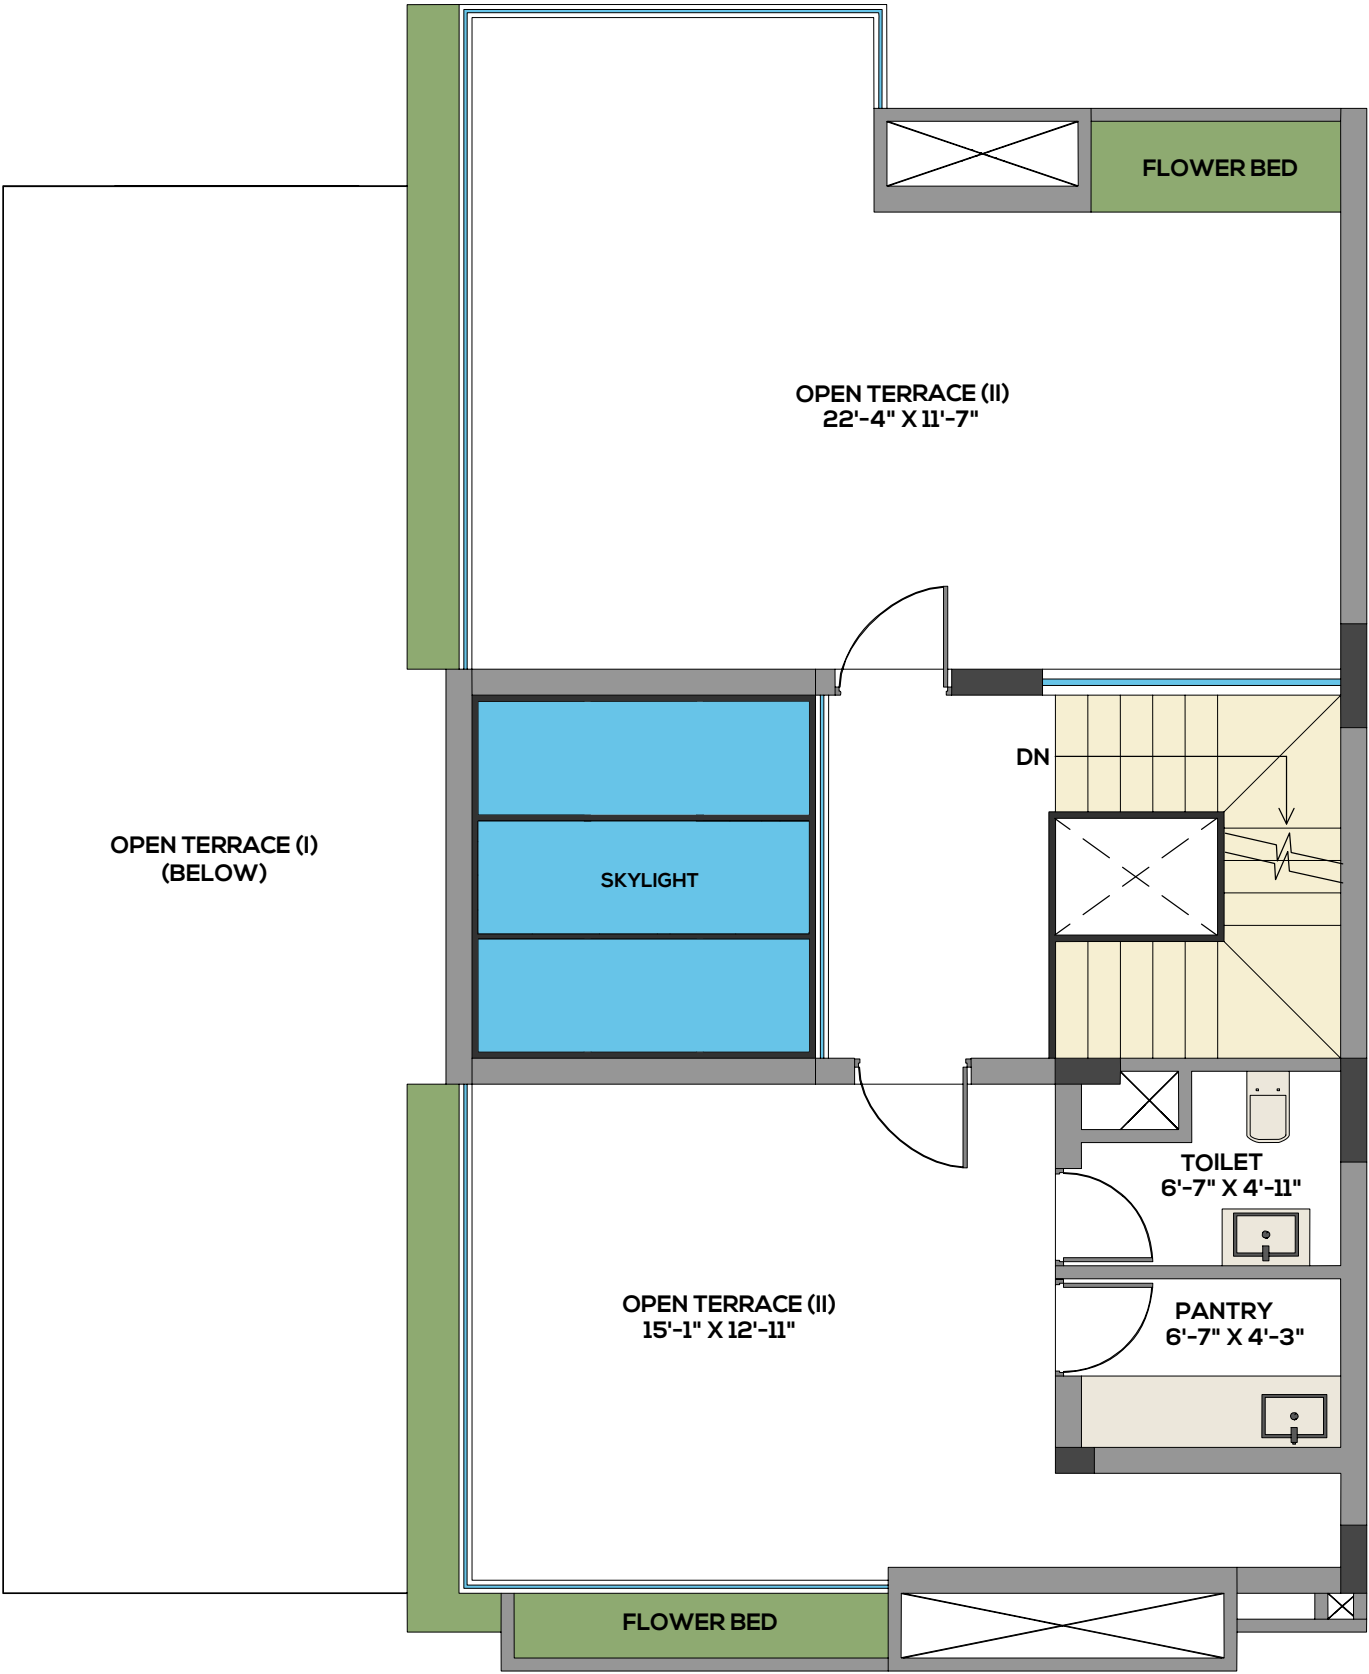 FLOWER BED
OPEN TERRACE (II)
22'-4" X 11'-7"
DN
OPEN TERRACE (I)
(BELOW)
SKYLIGHT
TOILET
6'-7" X 4'-11"
OPEN TERRACE (II)
15'-1" X 12'-11"
PANTRY
6'-7" X 4'-3"
FLOWER BED